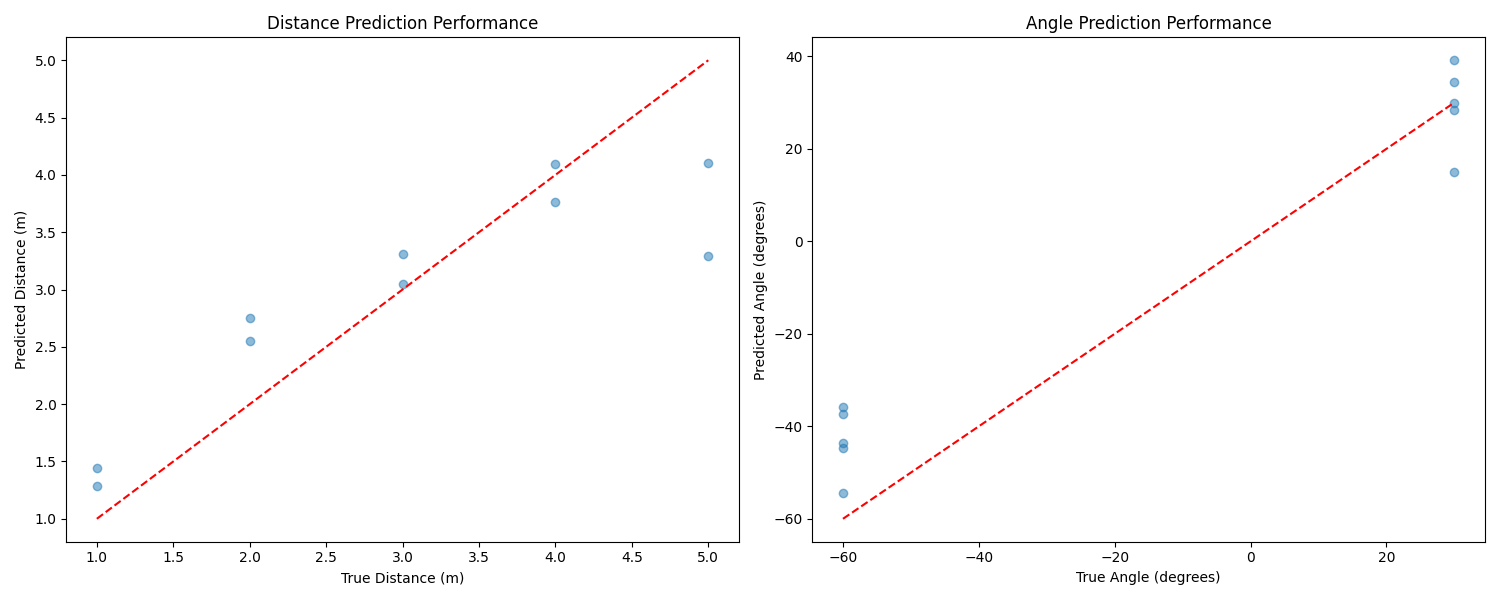 Distance Prediction Performance
Predicted Distance (m)
5.0
4.5
4.0
3.5
3.0
2.5
2.0
1.5
1.0
1.0 1.5 2.0 2.5 3.0 3.5 4.0 4.5 5.0
True Distance (m)
Angle Prediction Performance
Predicted Angle (degrees)
40
20
0
−20
−40
−60
−60 −40 −20 0 20
True Angle (degrees)